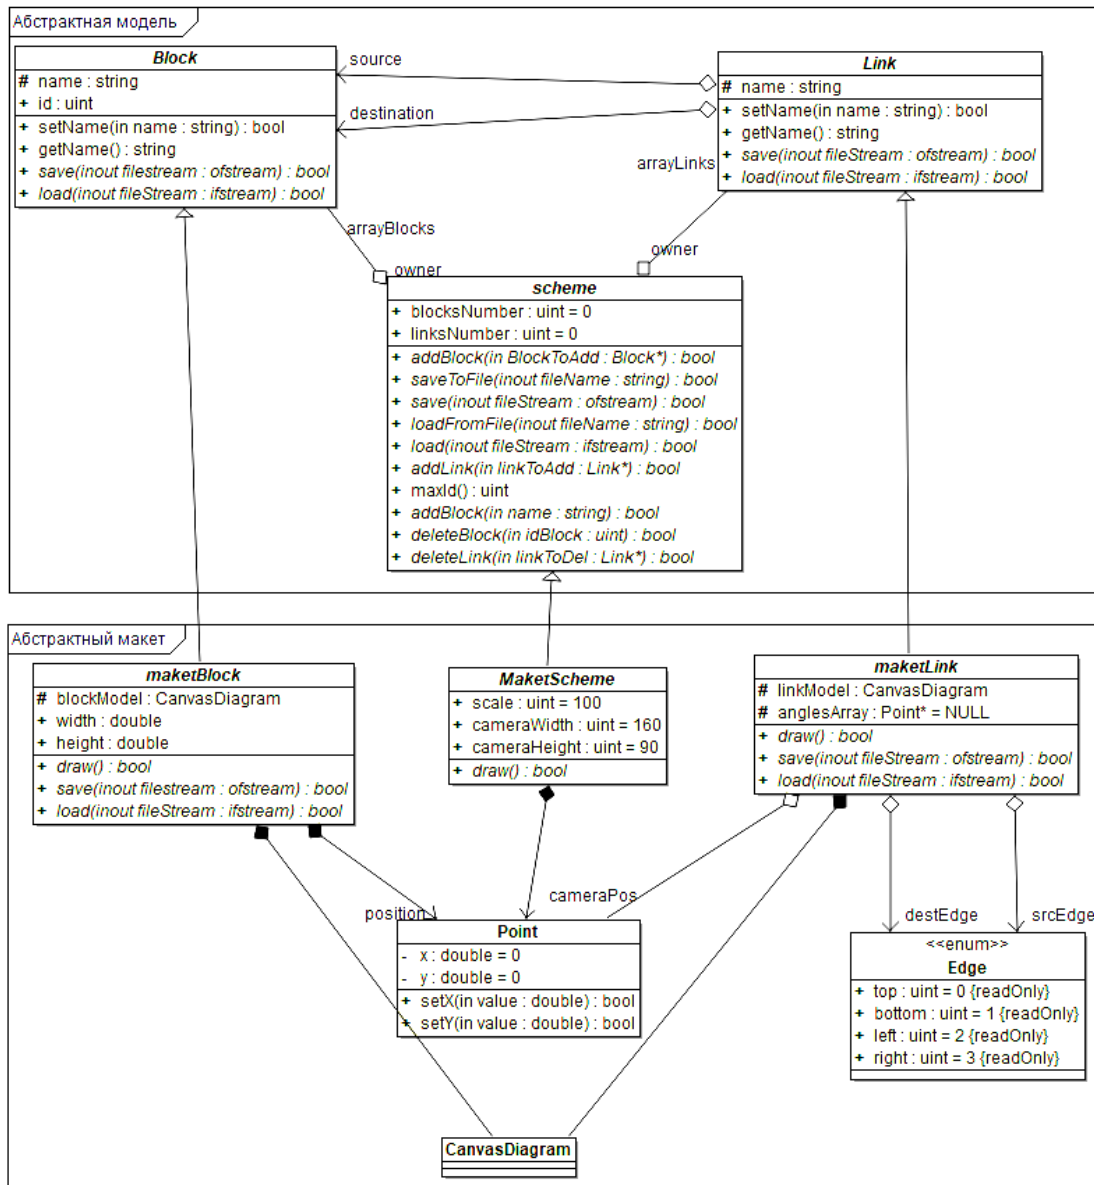 Абстрактная модель
Block
# name : string
+ id : uint
+ setName(in name : string) : bool
+ getName() : string
+ save(inout filestream : ofstream) : bool
+ load(inout fileStream : ifstream) : bool
source
destination
Link
# name : string
+ setName(in name : string) : bool
+ getName() : string
+ save(inout fileStream : ofstream) : bool
+ load(inout fileStream : ifstream) : bool
arrayLinks
arrayBlocks
owner
owner
scheme
+ blocksNumber : uint = 0
+ linksNumber : uint = 0
+ addBlock(in BlockToAdd : Block*) : bool
+ saveToFile(inout fileName : string) : bool
+ save(inout fileStream : ofstream) : bool
+ loadFromFile(inout fileName : string) : bool
+ load(inout fileStream : ifstream) : bool
+ addLink(in linkToAdd : Link*) : bool
+ maxId() : uint
+ addBlock(in name : string) : bool
+ deleteBlock(in idBlock : uint) : bool
+ deleteLink(in linkToDel : Link*) : bool
Абстрактный макет
maketBlock
# blockModel : CanvasDiagram
+ width : double
+ height : double
+ draw() : bool
+ save(inout filestream : ofstream) : bool
+ load(inout fileStream : ifstream) : bool
MaketScheme
+ scale : uint = 100
+ cameraWidth : uint = 160
+ cameraHeight : uint = 90
+ draw() : bool
maketLink
# linkModel : CanvasDiagram
# anglesArray : Point* = NULL
+ draw() : bool
+ save(inout fileStream : ofstream) : bool
+ load(inout fileStream : ifstream) : bool
position
cameraPos
destEdge
srcEdge
Point
- x : double = 0
- y : double = 0
+ setX(in value : double) : bool
+ setY(in value : double) : bool
<<enum>>
Edge
+ top : uint = 0 {readOnly}
+ bottom : uint = 1 {readOnly}
+ left : uint = 2 {readOnly}
+ right : uint = 3 {readOnly}
CanvasDiagram